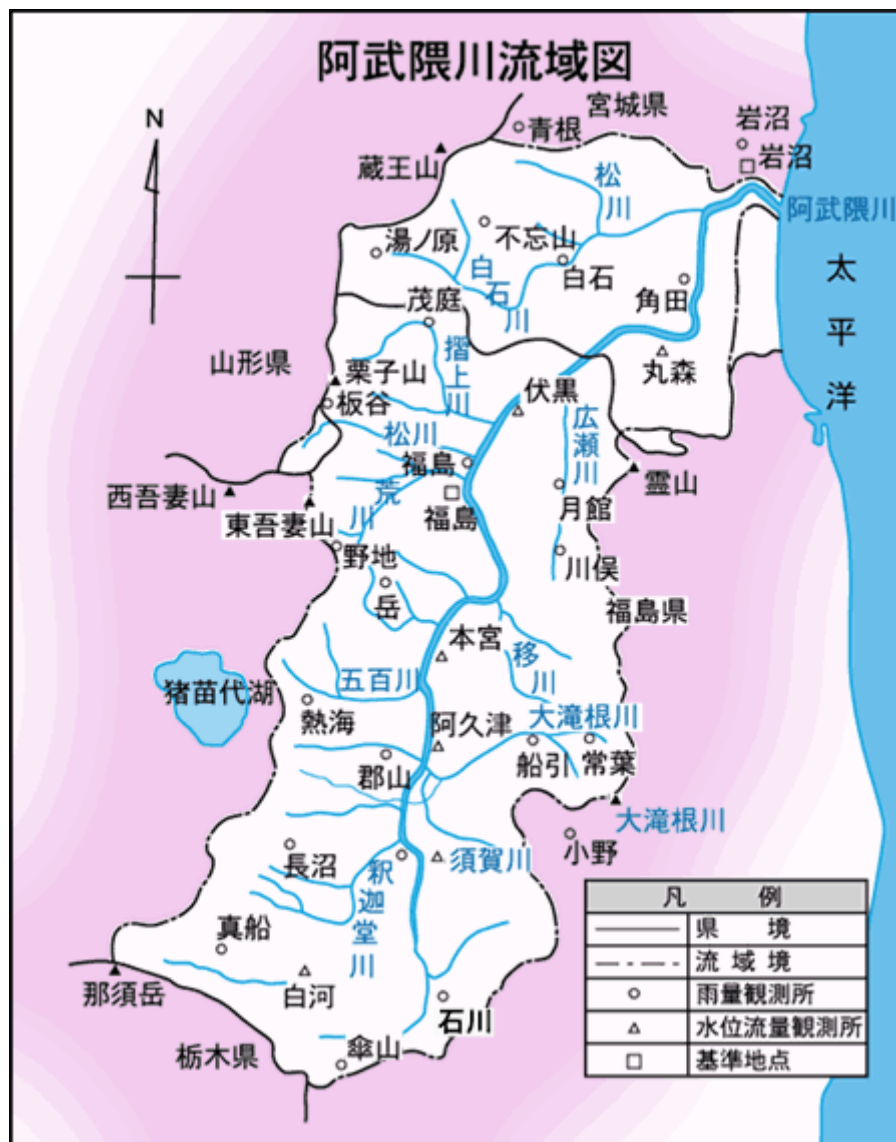 阿武隈川流域図
N
宮城県
青根
岩沼
岩沼
蔵王山
松川
阿武隈川
湯ノ原
不忘山
白石
白石川
角田
太平洋
茂庭
摺上川
丸森
山形県
栗子山
板谷
伏黒
広瀬川
松川
福島
福島
荒川
月舘
霊山
西吾妻山
東吾妻山
野地
川俣
岳
福島県
本宮
移川
猪苗代湖
五百川
熱海
阿久津
大滝根川
郡山
船引
常葉
大滝根川
小野
長沼
釈迦堂川
須賀川
真船
白河
石川
那須岳
栃木県
傘山
凡例
県境
流域境
雨量観測所
水位流量観測所
基準地点